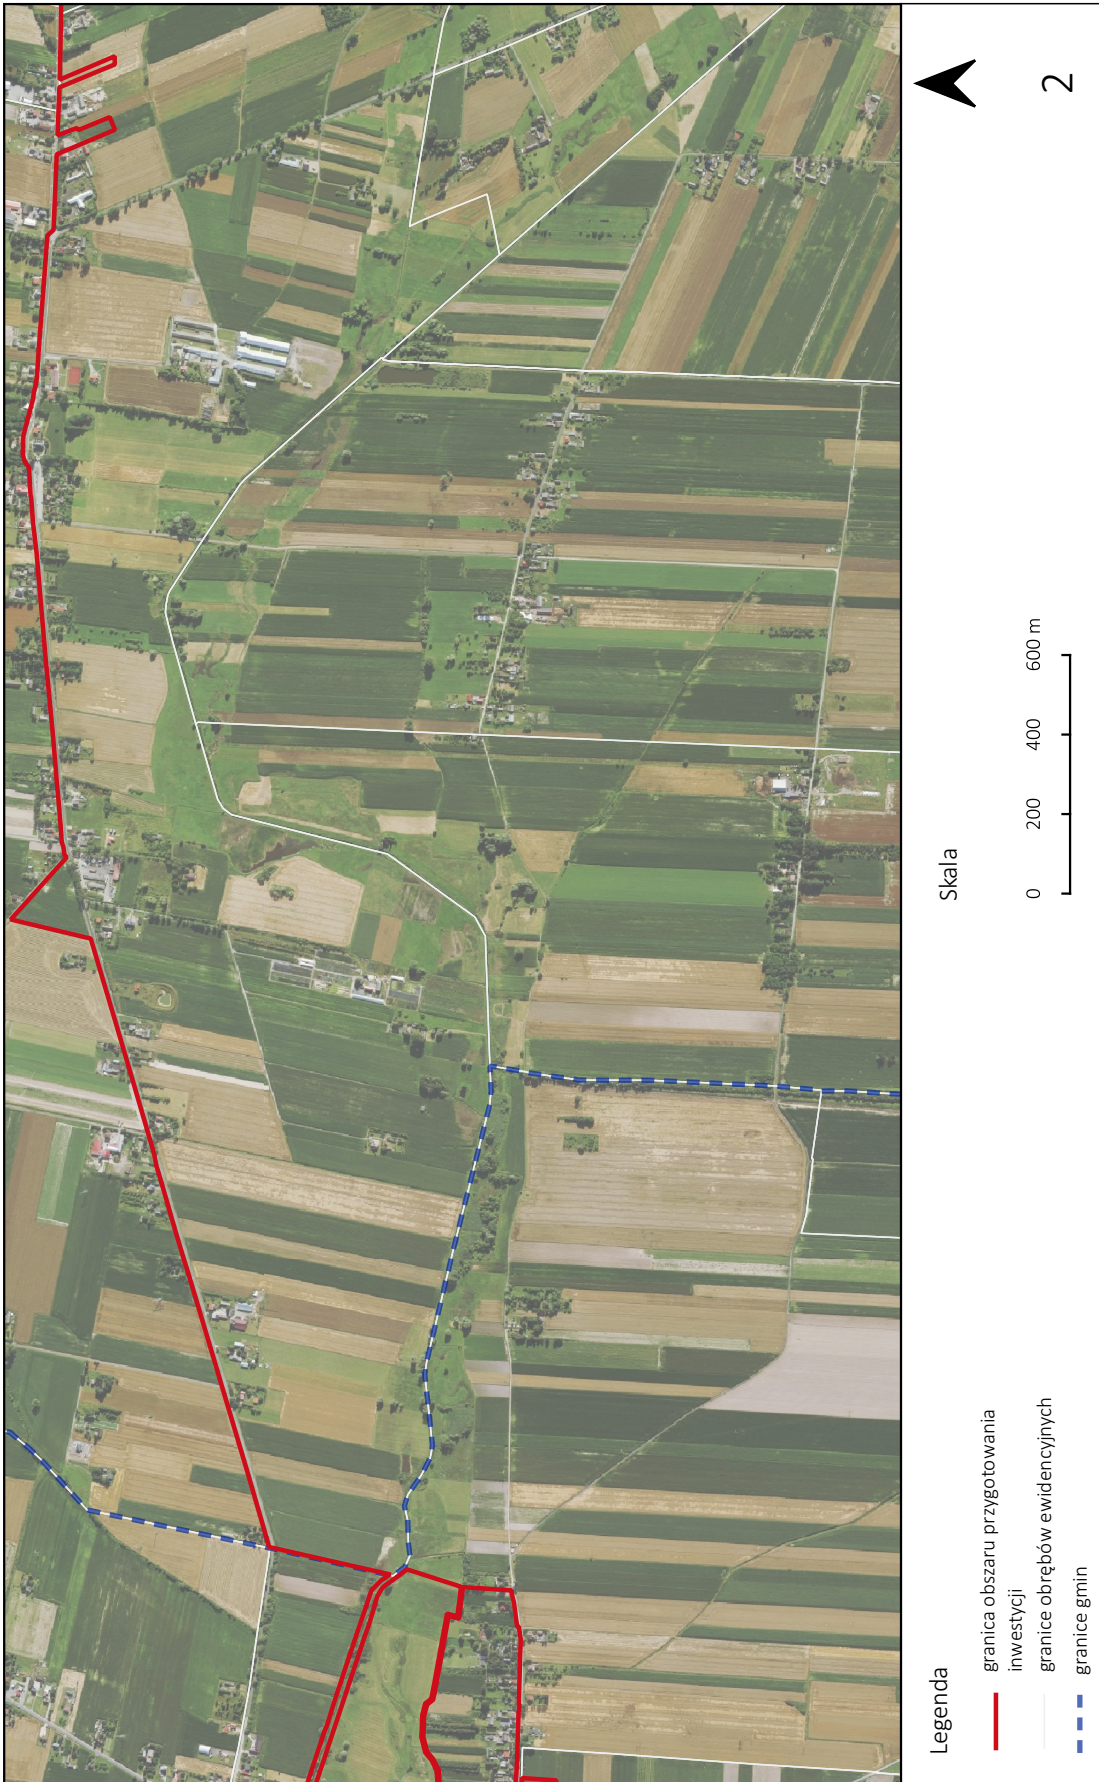 Legenda
granica obszaru przygotowania
inwestycji
granice obrębów ewidencyjnych
granice gmin
Skala
0 200 400 600 m
2